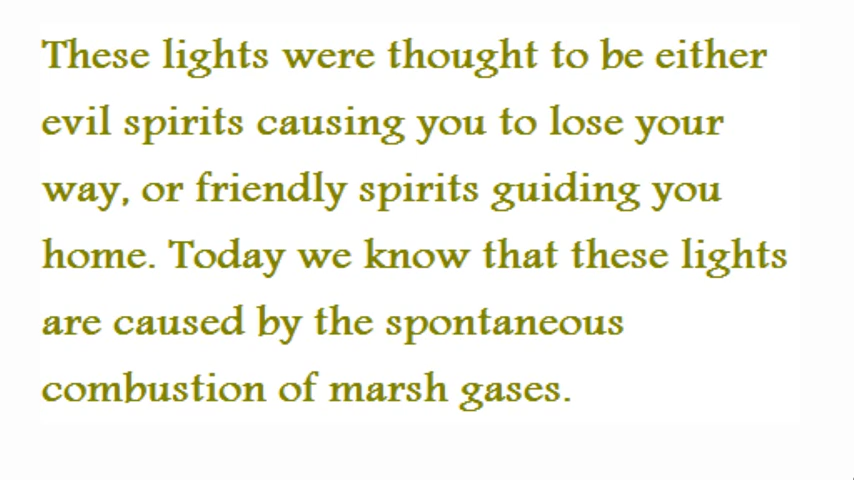 These lights were thought to be either
evil spirits causing you to lose your
way, or friendly spirits guiding you
home. Today we know that these lights
are caused by the spontaneous
combustion of marsh gases.